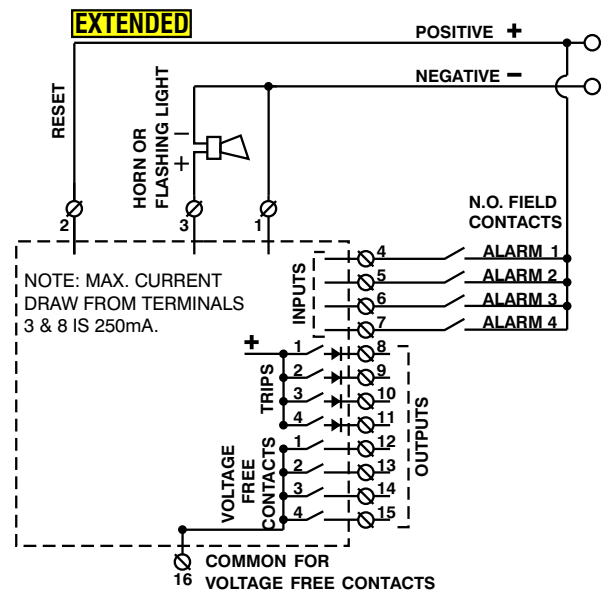 EXTENDED
POSITIVE +
NEGATIVE –
RESET
HORN OR
FLASHING LIGHT
–
+
2
3
1
N.O. FIELD
CONTACTS
NOTE: MAX. CURRENT
DRAW FROM TERMINALS
3 & 8 IS 250mA.
INPUTS
4 ALARM 1
5 ALARM 2
6 ALARM 3
7 ALARM 4
+
TRIPS
1 8
2 9
3 10
4 11
OUTPUTS
VOLTAGE
FREE
CONTACTS
1 12
2 13
3 14
4 15
16
COMMON FOR
VOLTAGE FREE CONTACTS